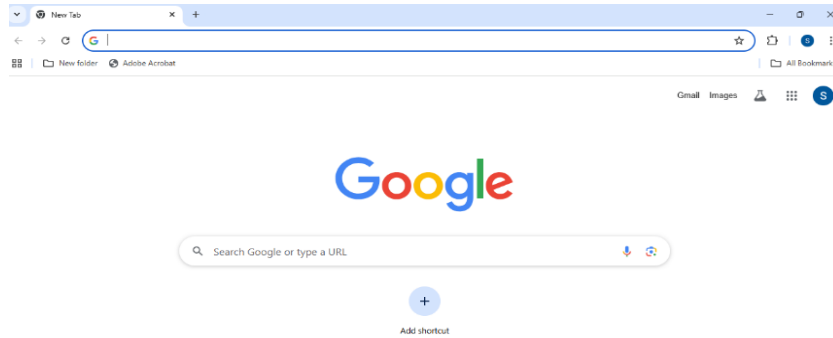 New Tab
New folder Adobe Acrobat All Bookmark
Gmail Images S
Google
Search Google or type a URL
Add shortcut